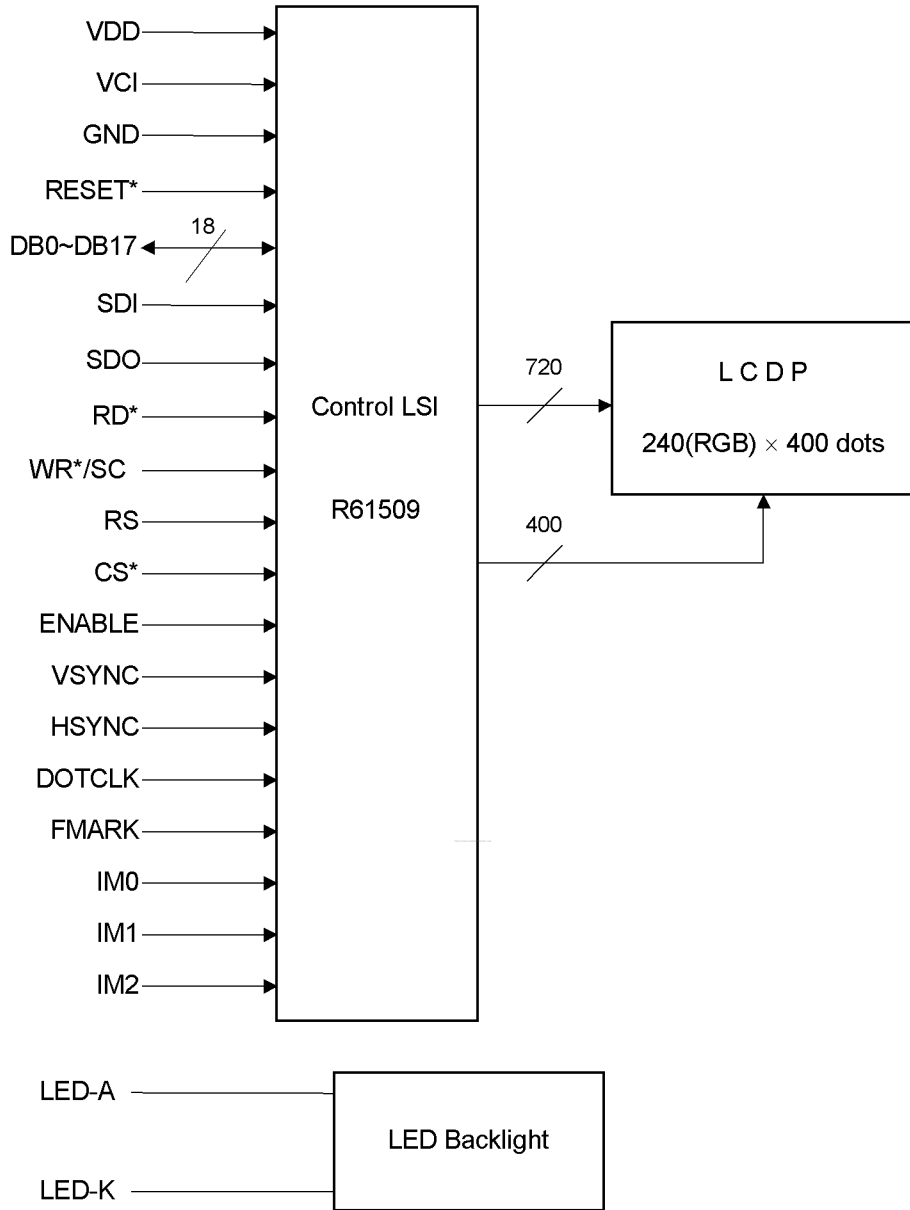 VDD
VCI
GND
RESET*
18
DB0~DB17
SDI
SDO
RD*
WR*/SC
RS
CS*
ENABLE
VSYNC
HSYNC
DOTCLK
FMARK
IM0
IM1
IM2
Control LSI
R61509
720
400
L C D P
240(RGB) × 400 dots
LED-A
LED-K
LED Backlight